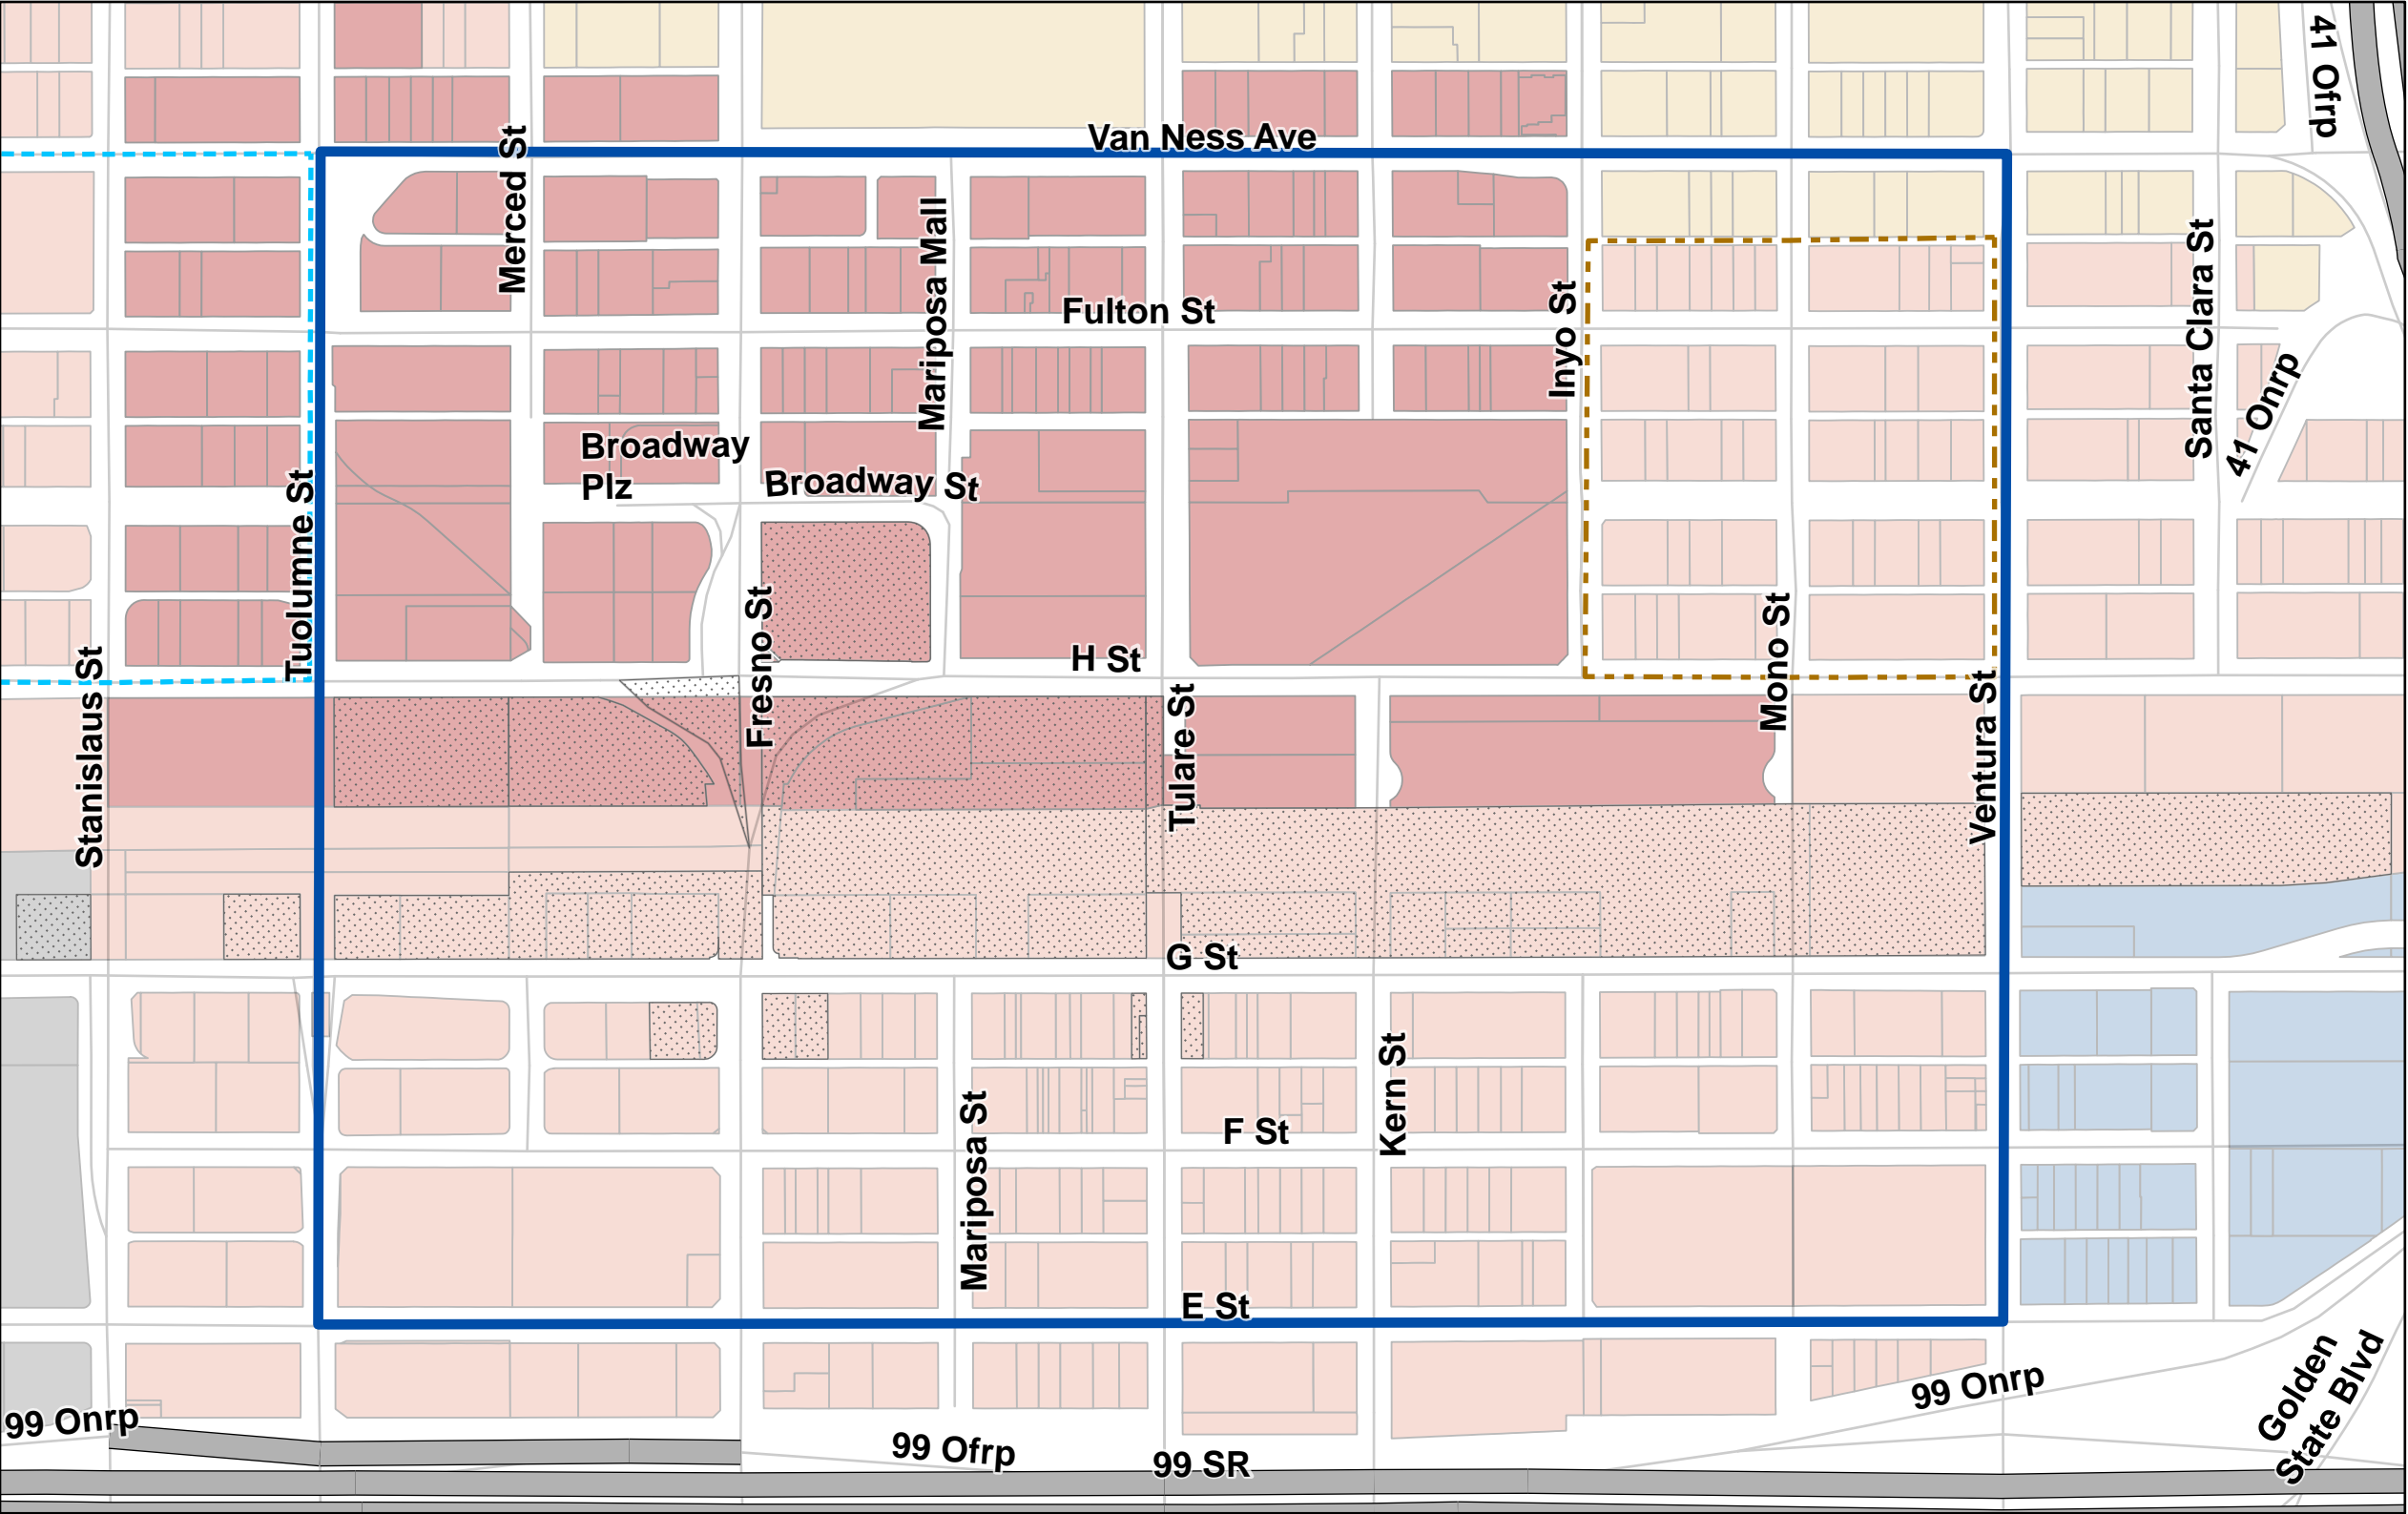 41 Ofrp
Van Ness Ave
Merced St
Mariposa Mall
Fulton St
Inyo St
Santa Clara St
41 Onrp
Broadway
Plz
Broadway St
Tuolumne St
Fresno St
H St
Mono St
Stanislaus St
Tulare St
Ventura St
G St
Kern St
Mariposa St
F St
E St
99 Onrp
99 Ofrp
99 SR
99 Onrp
Golden
State Blvd